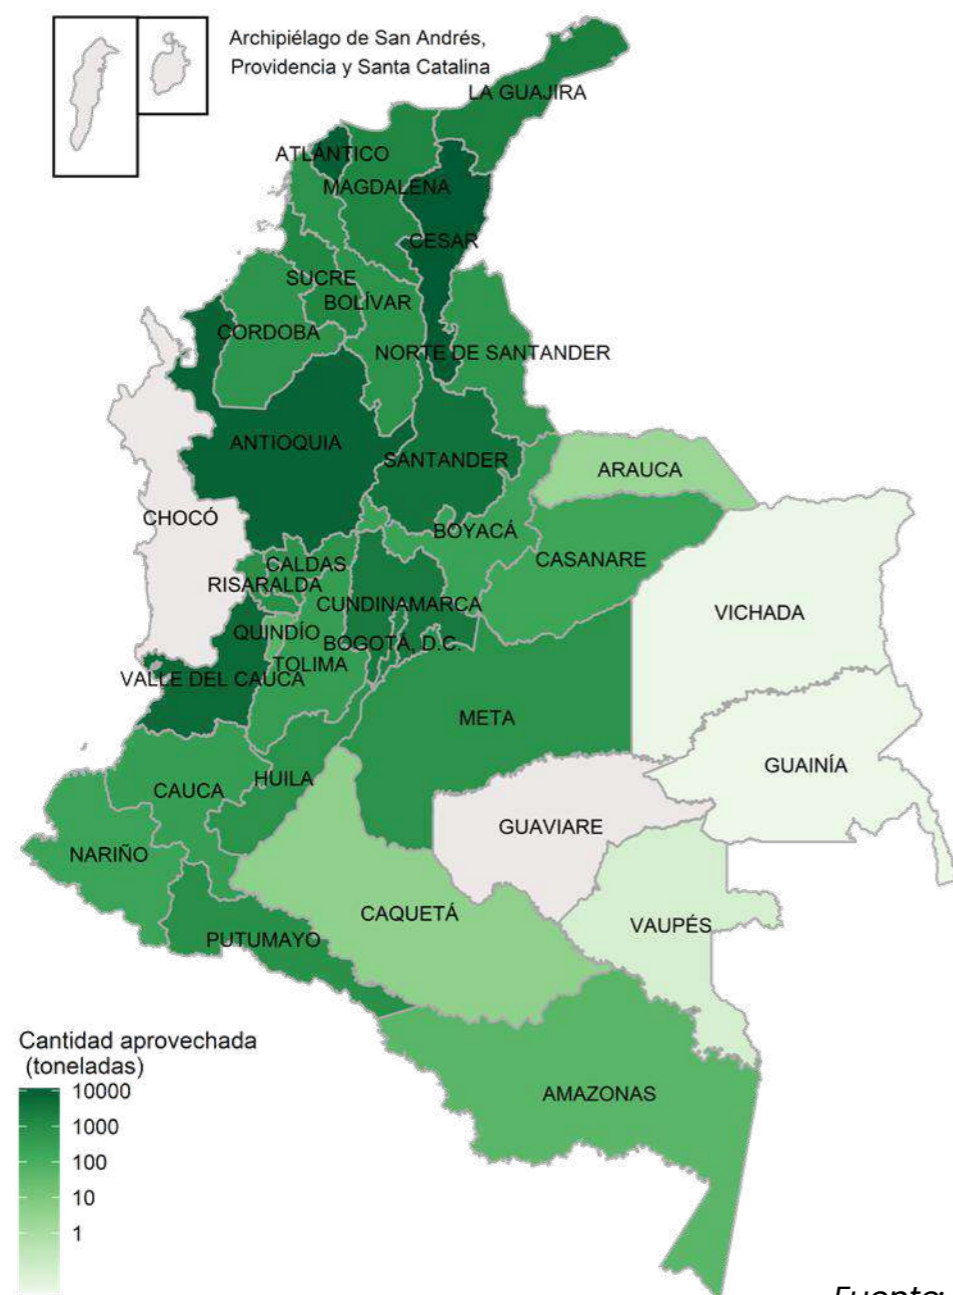 Archipiélago de San Andrés,
Providencia y Santa Catalina
LA GUAJIRA
ATLÁNTICO
MAGDALENA
CESAR
SUCRE
BOLÍVAR
CÓRDOBA
NORTE DE SANTANDER
ANTIOQUIA
SANTANDER
ARAUCA
CHOCÓ
BOYACÁ
CASANARE
CALDAS
RISARALDA
CUNDINAMARCA
VICHADA
QUINDÍO
BOGOTÁ, D.C.
TOLIMA
VALLE DEL CAUCA
META
GUAINÍA
HUILA
CAUCA
GUAVIARE
NARIÑO
CAQUETÁ
VAUPÉS
PUTUMAYO
Cantidad aprovechada
(toneladas)
10000
1000
100
10
1
AMAZONAS
Fuente: